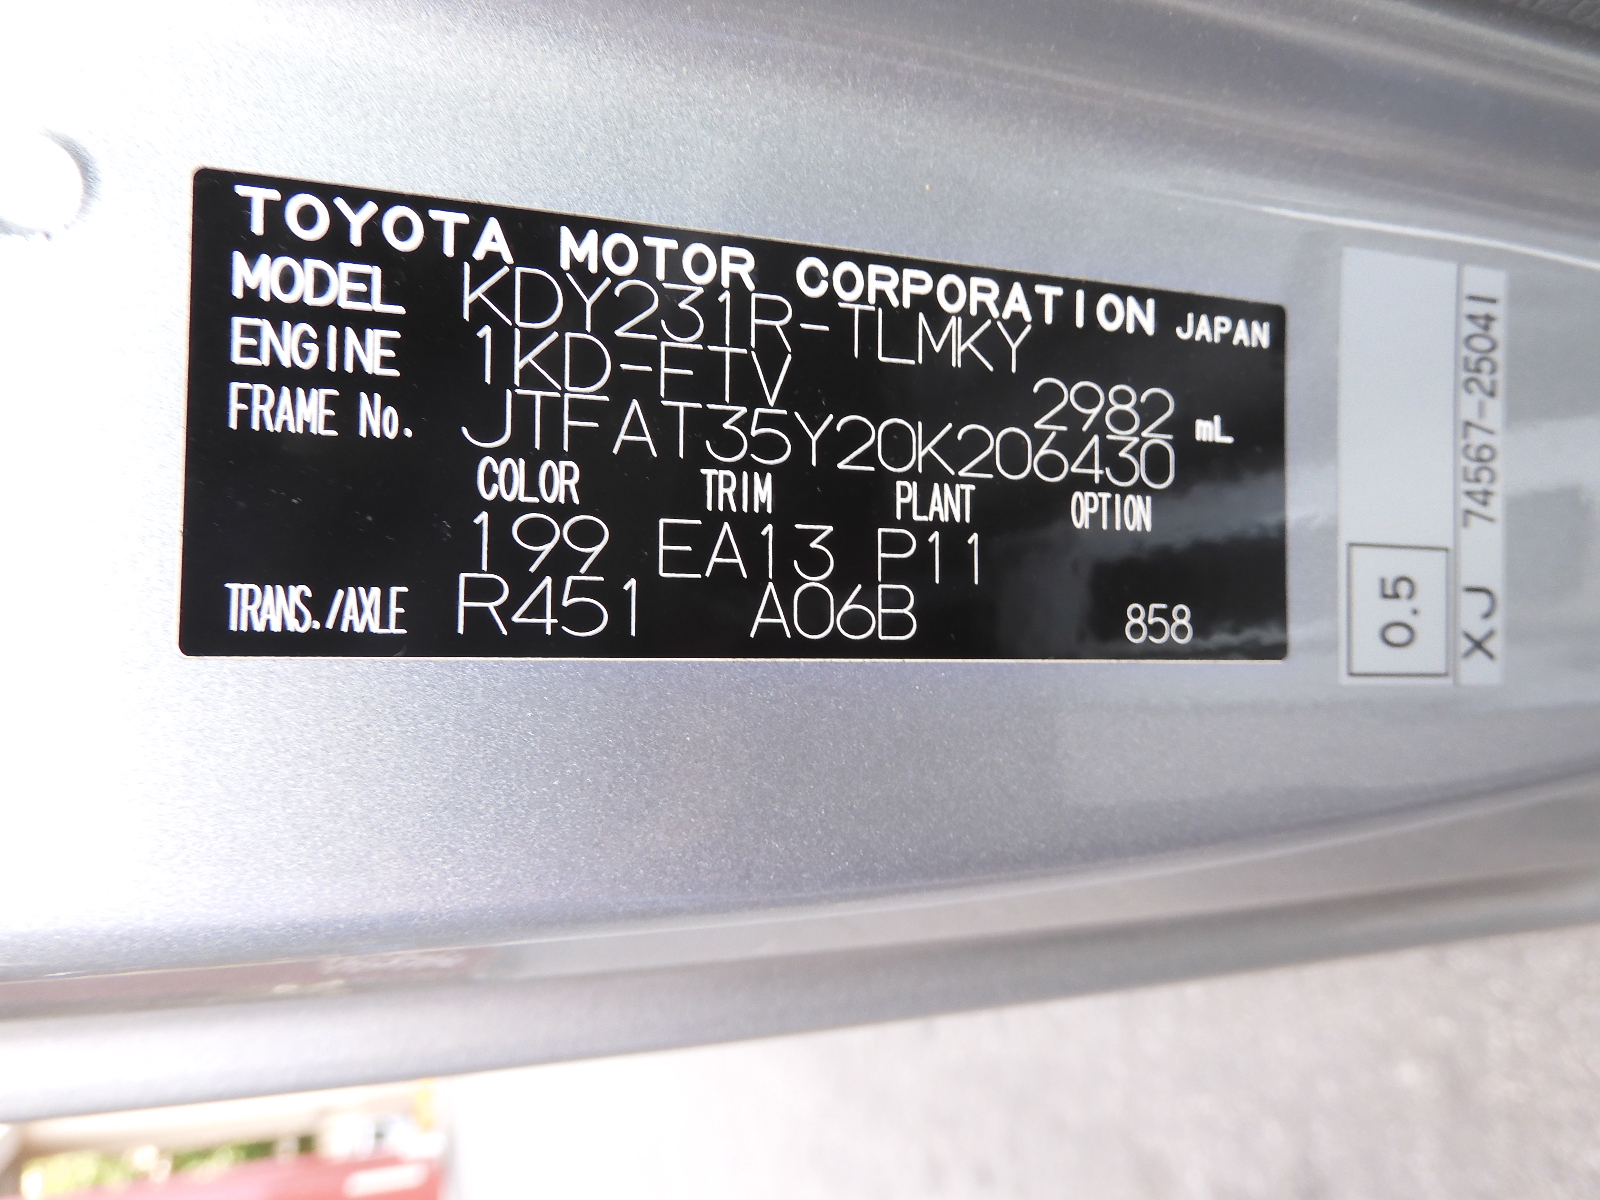 TOYOTA MOTOR CORPORATION JAPAN
MODEL KDY231R-TLMKY
ENGINE 1KD-FTV 2982 mL
FRAME No. JTFAT35Y20K206430
COLOR TRIM PLANT OPTION
199 EA13 P11
TRANS./AXLE R451 A06B 858
0.5
XJ 74567-25041